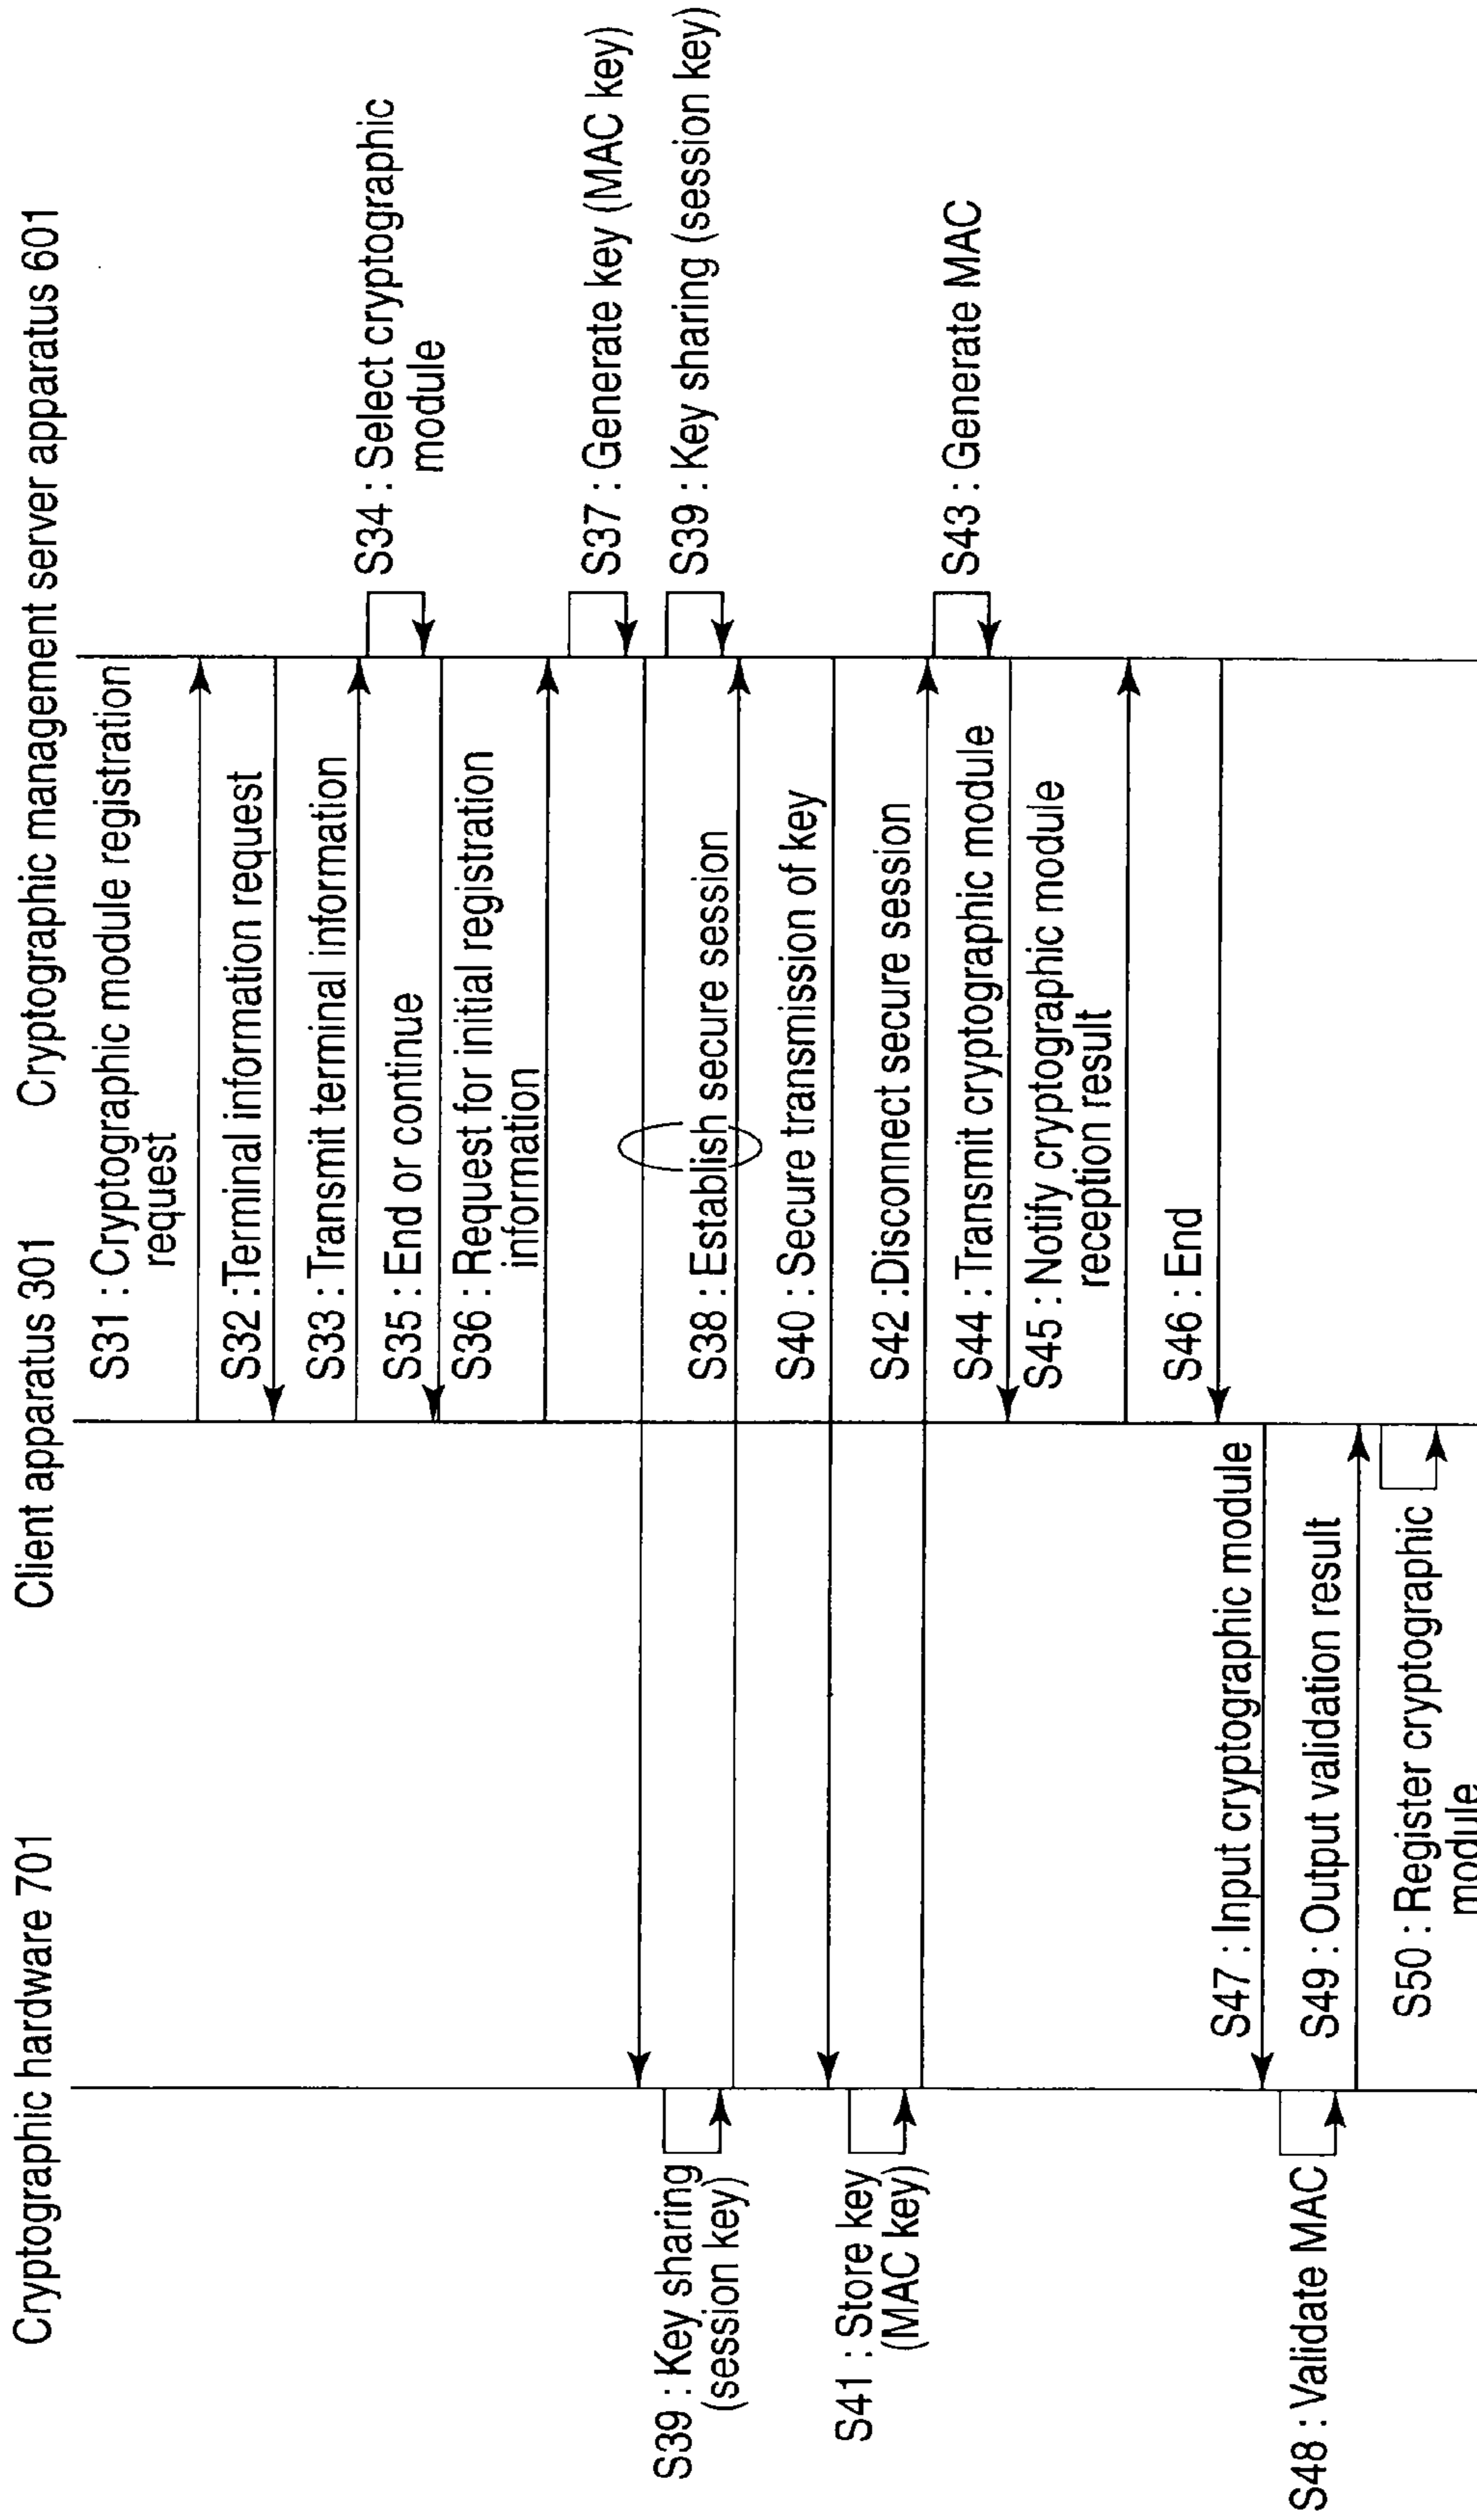 Cryptographic hardware 701
Client apparatus 301
Cryptographic management server apparatus 601
S31 : Cryptographic module registration
request
S32 :Terminal information request
S33 : Transmit terminal information
S34 : Select cryptographic
module
S35 : End or continue
S36 : Request for initial registration
information
S37 : Generate key (MAC key)
S38 : Establish secure session
S39 : Key sharing
(session key)
S39 : Key sharing (session key)
S40 : Secure transmission of key
S41 : Store key
(MAC key)
S42 :Disconnect secure session
S43 : Generate MAC
S44 : Transmit cryptographic module
S45 : Notify cryptographic module
reception result
S46 : End
S47 : Input cryptographic module
S48 : Validate MAC
S49 : Output validation result
S50 : Register cryptographic
module